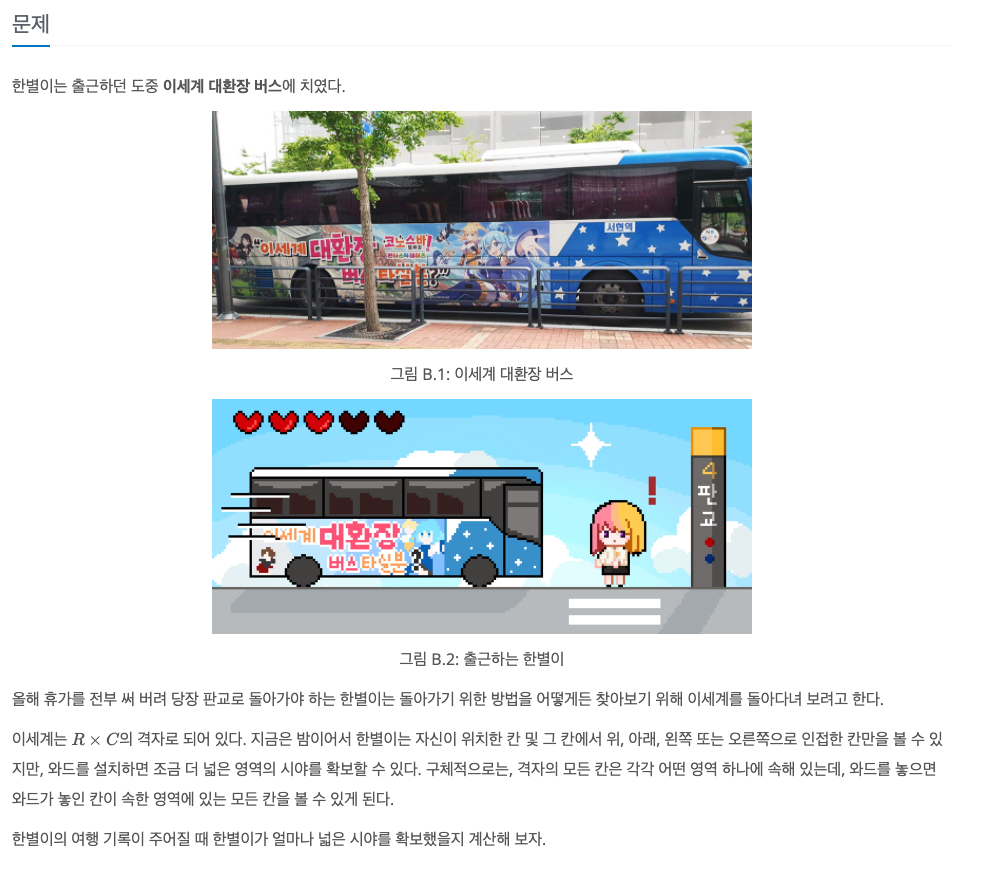 문제
한별이는 출근하던 도중 이세계 대환장 버스에 치였다.
"이세계 대환장 코노스바!
버스 타실분?"
서현역
그림 B.1: 이세계 대환장 버스
이세계 대환장
버스 타실분
!
판교 4
그림 B.2: 출근하는 한별이
올해 휴가를 전부 써 버려 당장 판교로 돌아가야 하는 한별이는 돌아가기 위한 방법을 어떻게든 찾아보기 위해 이세계를 돌아다녀 보려고 한다.
이세계는 R × C의 격자로 되어 있다. 지금은 밤이어서 한별이는 자신이 위치한 칸 및 그 칸에서 위, 아래, 왼쪽 또는 오른쪽으로 인접한 칸만을 볼 수 있
지만, 와드를 설치하면 조금 더 넓은 영역의 시야를 확보할 수 있다. 구체적으로는, 격자의 모든 칸은 각각 어떤 영역 하나에 속해 있는데, 와드를 놓으면
와드가 놓인 칸이 속한 영역에 있는 모든 칸을 볼 수 있게 된다.
한별이의 여행 기록이 주어질 때 한별이가 얼마나 넓은 시야를 확보했을지 계산해 보자.